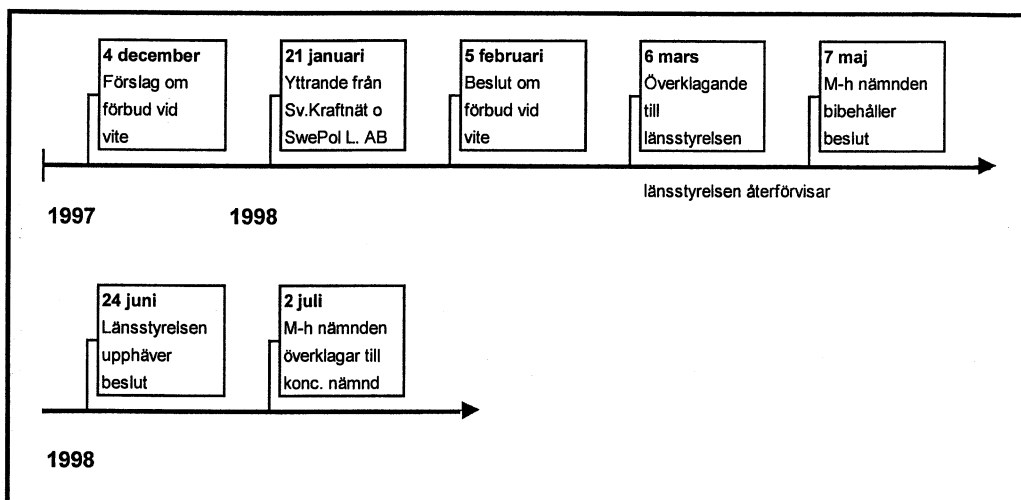 4 december
Förslag om
förbud vid
vite
21 januari
Yttrande från
Sv.Kraftnät o
SwePol L. AB
5 februari
Beslut om
förbud vid
vite
6 mars
Överklagande
till
länsstyrelsen
7 maj
M-h nämnden
bibehåller
beslut
länsstyrelsen återförvisar
1997
1998
24 juni
Länsstyrelsen
upphäver
beslut
2 juli
M-h nämnden
överklagar till
konc. nämnd
1998